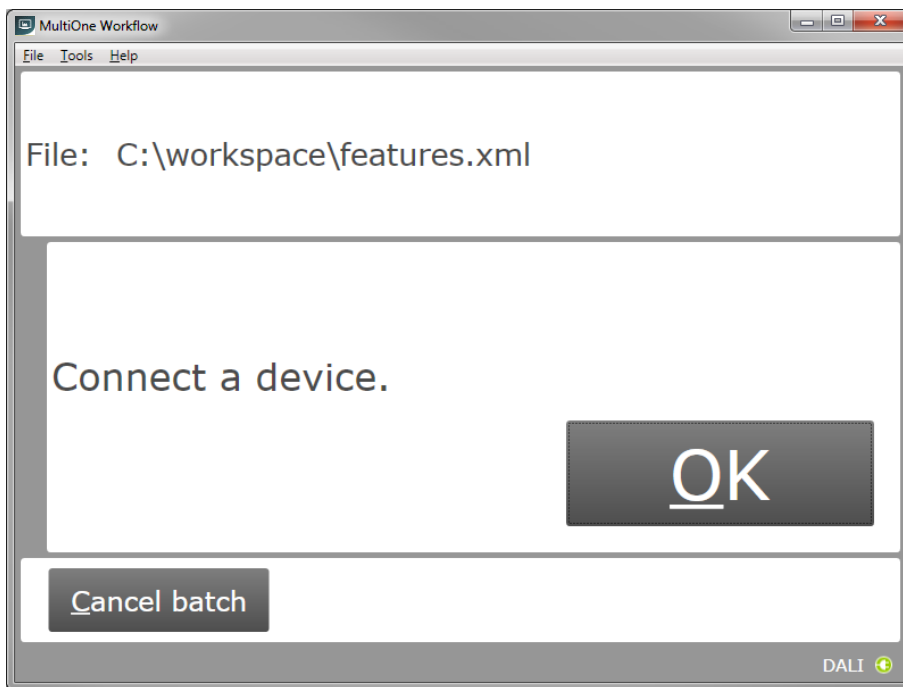 MultiOne Workflow
File Tools Help
File: C:\workspace\features.xml
Connect a device.
OK
Cancel batch
DALI